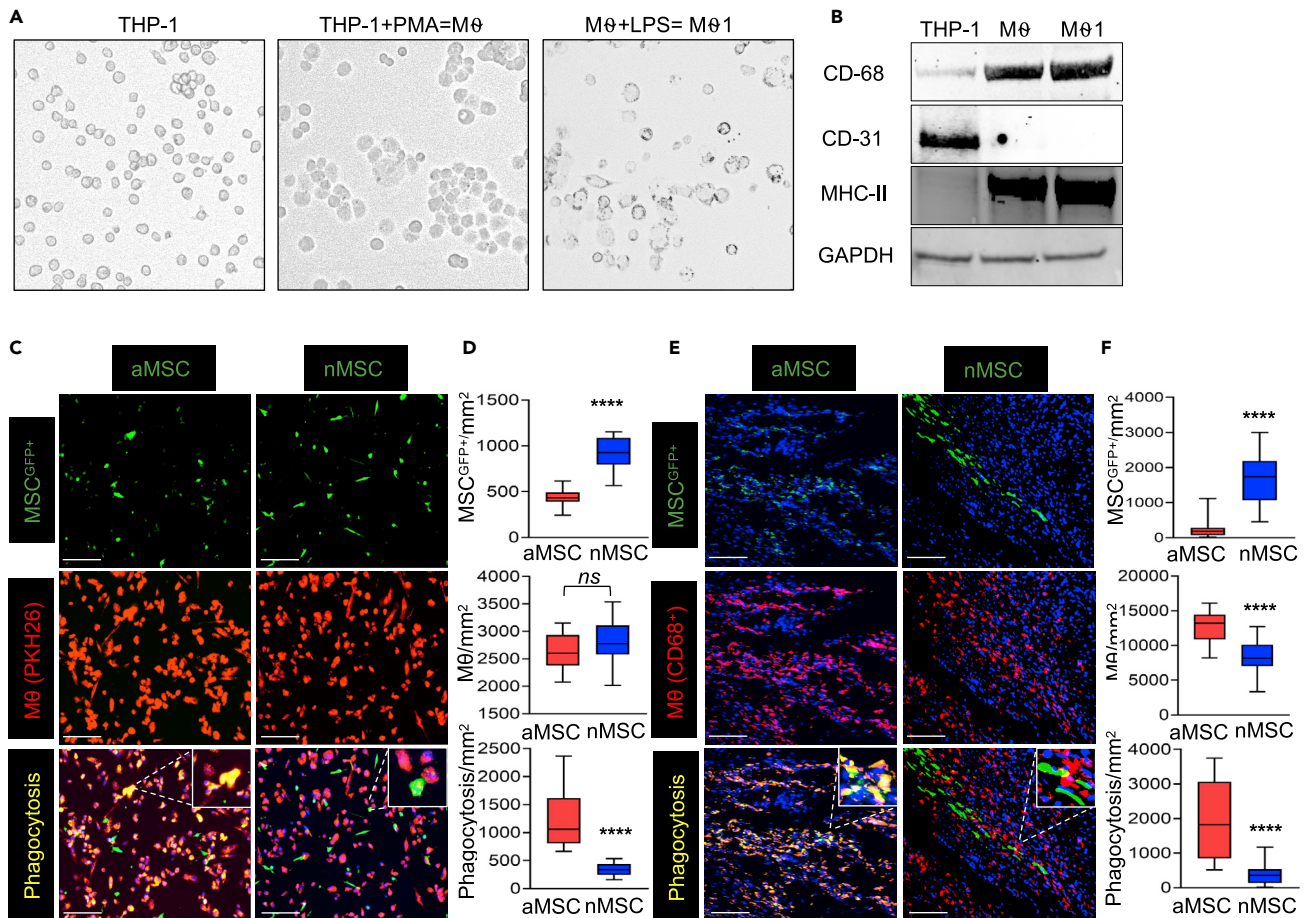 A
THP-1
THP-1+PMA=Mθ
Mθ+LPS= Mθ1
B
THP-1 Mθ Mθ1
CD-68
CD-31
MHC-II
GAPDH
C
aMSC
nMSC
MSCGFP+
Mθ (PKH26)
Phagocytosis
D
MSCGFP+/mm2
1500
1000
500
0
****
aMSC nMSC
Mθ/mm2
4000
3500
3000
2500
2000
1500
ns
aMSC nMSC
Phagocytosis/mm2
2500
2000
1500
1000
500
0
****
aMSC nMSC
E
aMSC
nMSC
MSCGFP+
Mθ (CD68+)
Phagocytosis
F
MSCGFP+/mm2
4000
3000
2000
1000
0
****
aMSC nMSC
Mθ/mm2
20000
15000
10000
5000
0
****
aMSC nMSC
Phagocytosis/mm2
4000
3000
2000
1000
0
****
aMSC nMSC